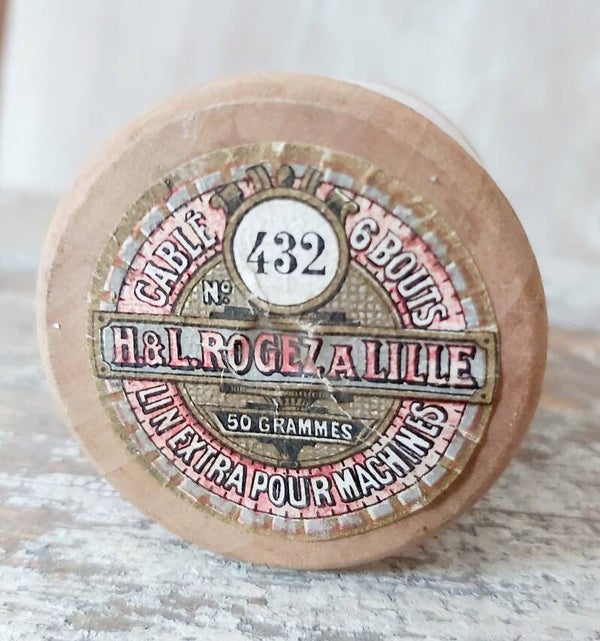 CABLÉ 6 BOUTS
432
Nº
H.&L. ROGEZ A LILLE
50 GRAMMES
LIN EXTRA POUR MACHINES